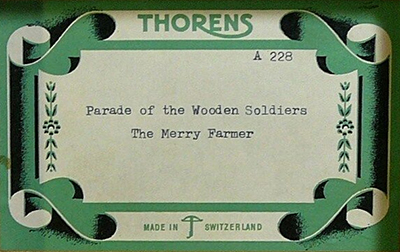 THORENS
A 228
Parade of the Wooden Soldiers
The Merry Farmer
MADE IN SWITZERLAND